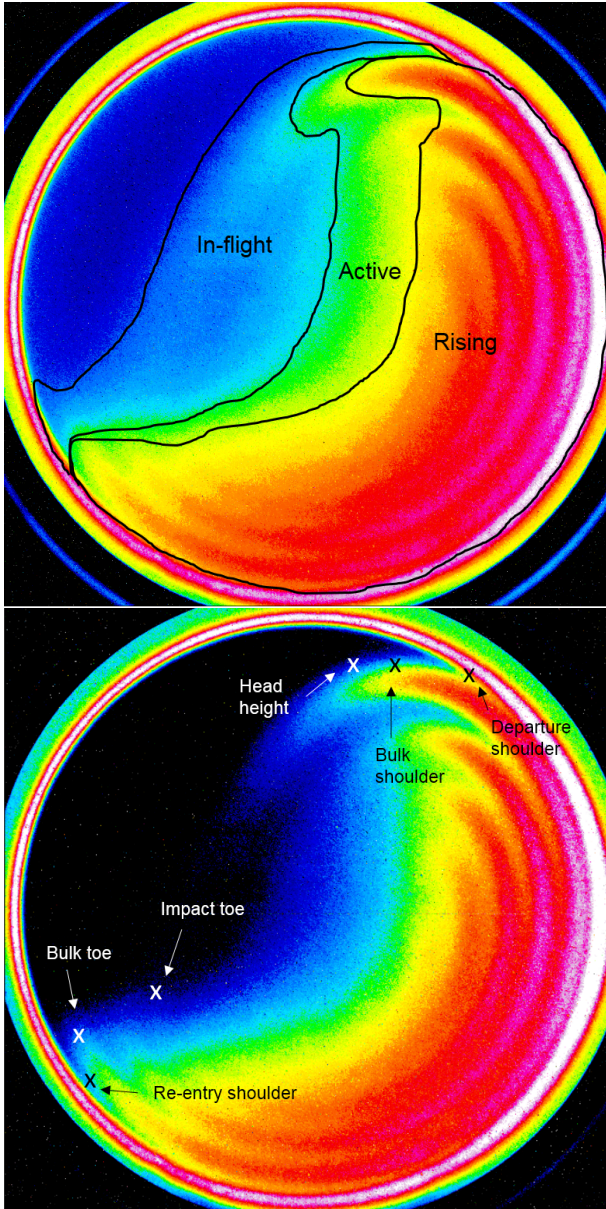 In-flight
Active
Rising
Head
height
Bulk
shoulder
Departure
shoulder
Impact toe
Bulk toe
Re-entry shoulder
X
X
X
X
X
X